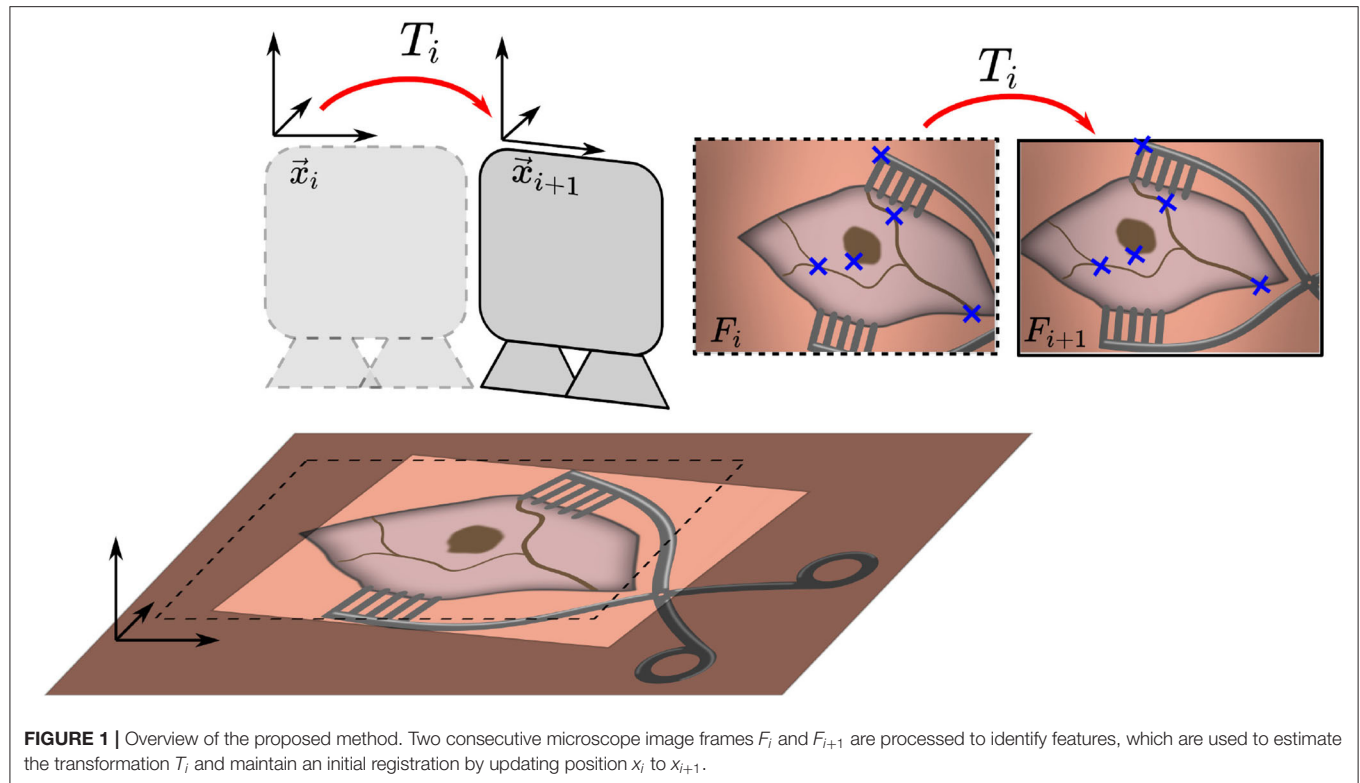 T_i
T_i
x⃗_i
x⃗_{i+1}
F_i
F_{i+1}
FIGURE 1 | Overview of the proposed method. Two consecutive microscope image frames F_i and F_{i+1} are processed to identify features, which are used to estimate
the transformation T_i and maintain an initial registration by updating position x_i to x_{i+1}.